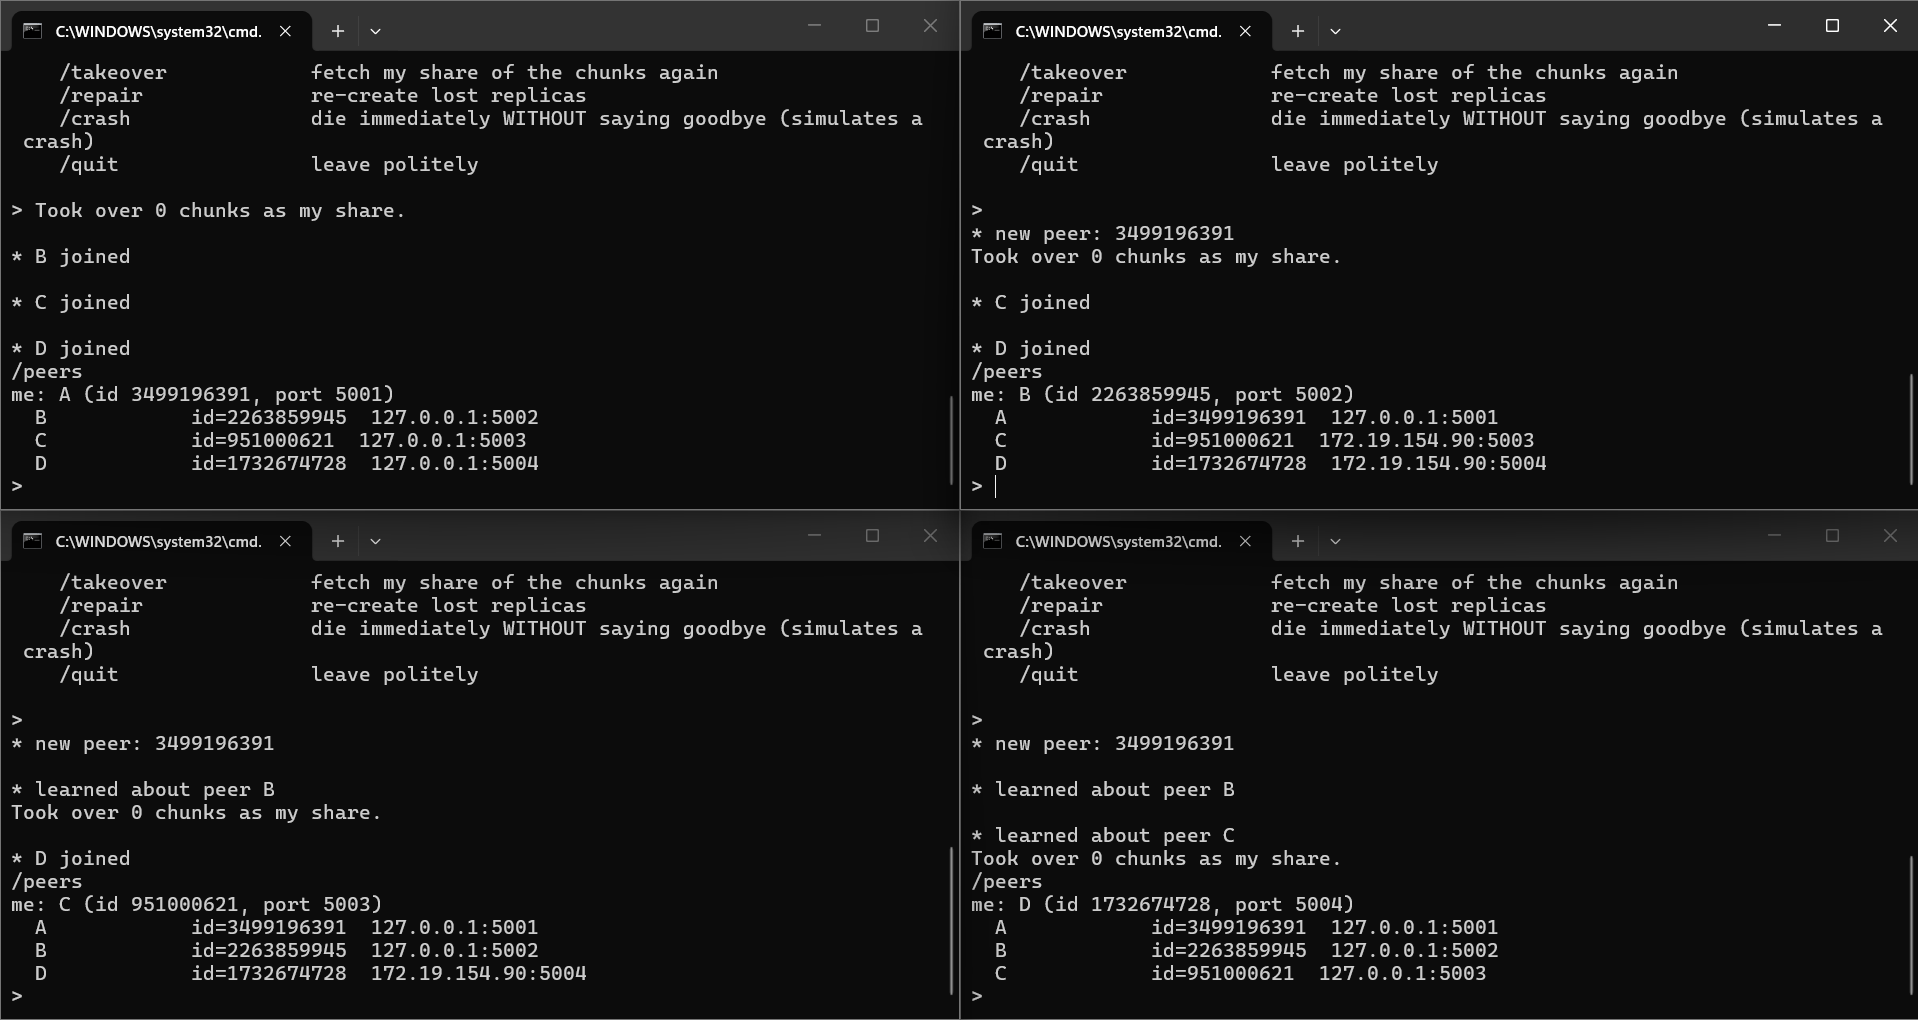 C:\WINDOWS\system32\cmd.
/takeover fetch my share of the chunks again
/repair re-create lost replicas
/crash die immediately WITHOUT saying goodbye (simulates a
crash)
/quit leave politely
> Took over 0 chunks as my share.
* B joined
* C joined
* D joined
/peers
me: A (id 3499196391, port 5001)
B id=2263859945 127.0.0.1:5002
C id=951000621 127.0.0.1:5003
D id=1732674728 127.0.0.1:5004
>
C:\WINDOWS\system32\cmd.
/takeover fetch my share of the chunks again
/repair re-create lost replicas
/crash die immediately WITHOUT saying goodbye (simulates a
crash)
/quit leave politely
>
* new peer: 3499196391
Took over 0 chunks as my share.
* C joined
* D joined
/peers
me: B (id 2263859945, port 5002)
A id=3499196391 127.0.0.1:5001
C id=951000621 172.19.154.90:5003
D id=1732674728 172.19.154.90:5004
>
C:\WINDOWS\system32\cmd.
/takeover fetch my share of the chunks again
/repair re-create lost replicas
/crash die immediately WITHOUT saying goodbye (simulates a
crash)
/quit leave politely
>
* new peer: 3499196391
* learned about peer B
Took over 0 chunks as my share.
* D joined
/peers
me: C (id 951000621, port 5003)
A id=3499196391 127.0.0.1:5001
B id=2263859945 127.0.0.1:5002
D id=1732674728 172.19.154.90:5004
>
C:\WINDOWS\system32\cmd.
/takeover fetch my share of the chunks again
/repair re-create lost replicas
/crash die immediately WITHOUT saying goodbye (simulates a
crash)
/quit leave politely
>
* new peer: 3499196391
* learned about peer B
* learned about peer C
Took over 0 chunks as my share.
/peers
me: D (id 1732674728, port 5004)
A id=3499196391 127.0.0.1:5001
B id=2263859945 127.0.0.1:5002
C id=951000621 127.0.0.1:5003
>